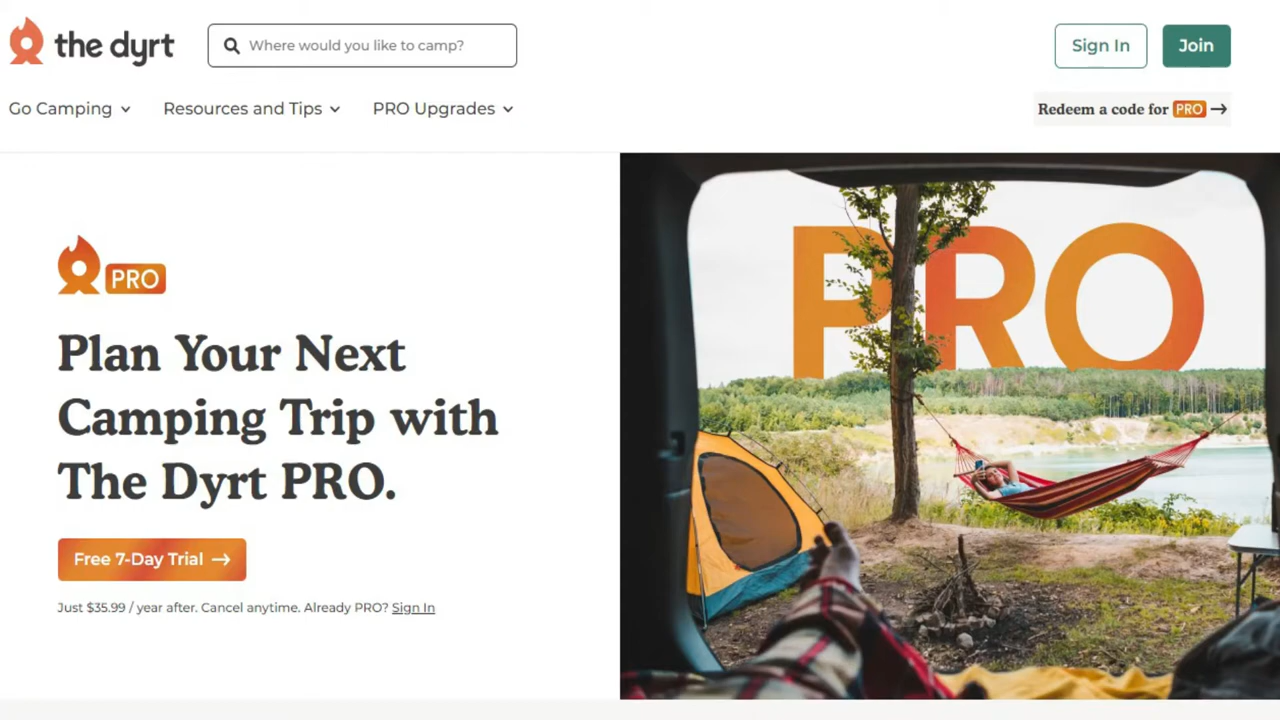 the dyrt
Where would you like to camp?
Sign In
Join
Go Camping
Resources and Tips
PRO Upgrades
Redeem a code for PRO →
PRO
Plan Your Next
Camping Trip with
The Dyrt PRO.
Free 7-Day Trial →
Just $35.99 / year after. Cancel anytime. Already PRO? Sign In
PRO